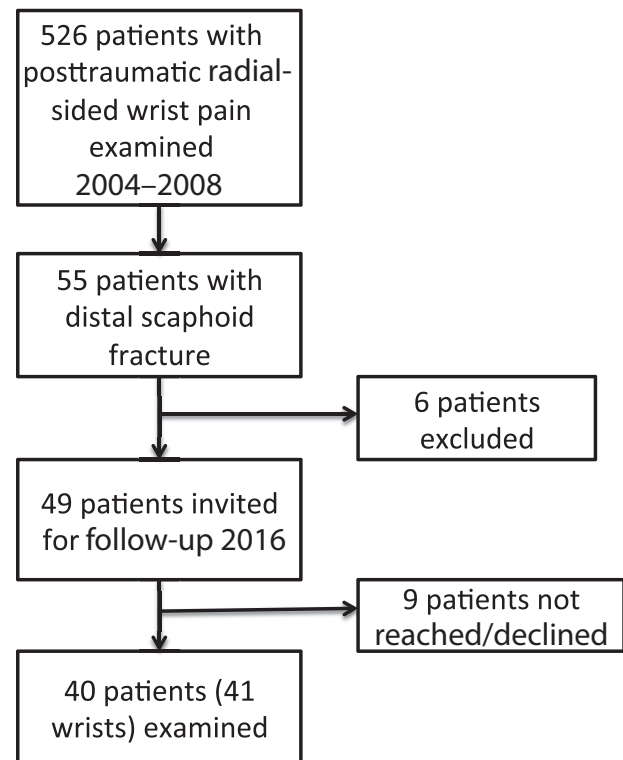 526 patients with
posttraumatic radial-
sided wrist pain
examined
2004–2008
55 patients with
distal scaphoid
fracture
6 patients
excluded
49 patients invited
for follow-up 2016
9 patients not
reached/declined
40 patients (41
wrists) examined